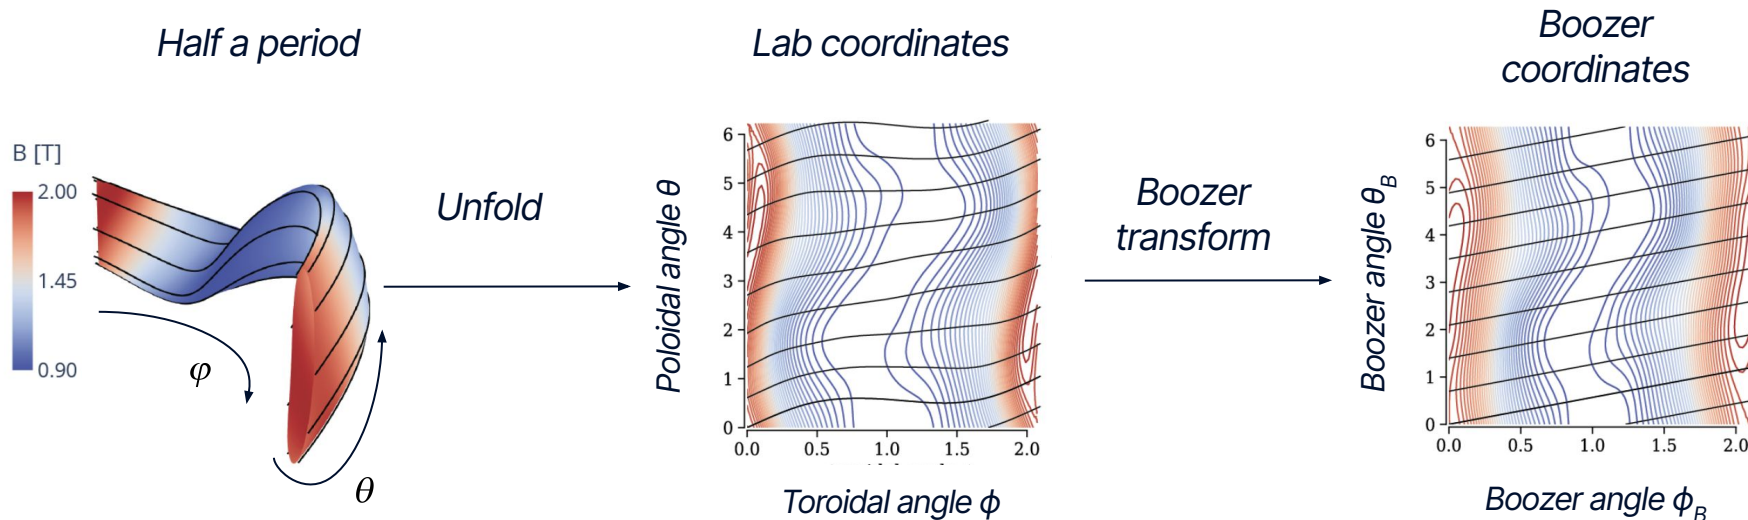 Half a period
B [T]
2.00
1.45
0.90
φ
θ
Unfold
Lab coordinates
Poloidal angle θ
6
5
4
3
2
1
0
0.0 0.5 1.0 1.5 2.0
Toroidal angle ϕ
Boozer
transform
Boozer
coordinates
Boozer angle θ_B
6
5
4
3
2
1
0
0.0 0.5 1.0 1.5 2.0
Boozer angle ϕ_B